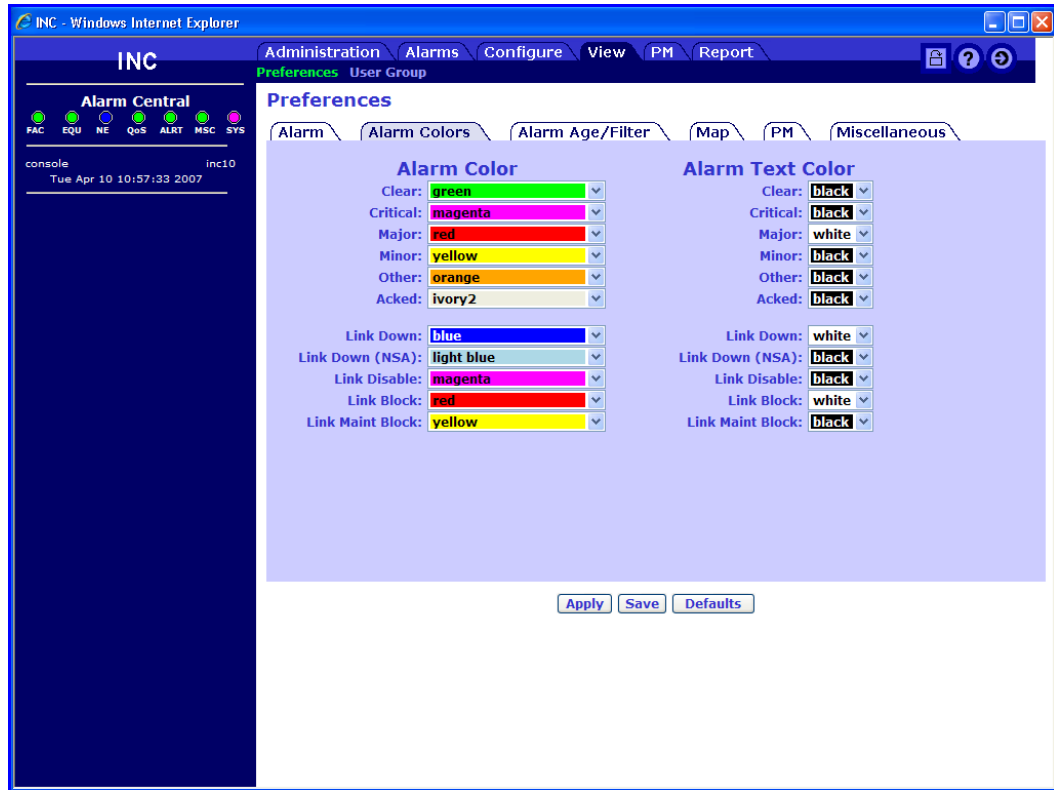 INC - Windows Internet Explorer
INC
Administration Alarms Configure View PM Report
Preferences User Group
Alarm Central
FAC EQU NE QoS ALRT MSC SYS
console inc10
Tue Apr 10 10:57:33 2007
Preferences
Alarm Alarm Colors Alarm Age/Filter Map PM Miscellaneous
Alarm Color Alarm Text Color
Clear: green Clear: black
Critical: magenta Critical: black
Major: red Major: white
Minor: yellow Minor: black
Other: orange Other: black
Acked: ivory2 Acked: black
Link Down: blue Link Down: white
Link Down (NSA): light blue Link Down (NSA): black
Link Disable: magenta Link Disable: black
Link Block: red Link Block: white
Link Maint Block: yellow Link Maint Block: black
Apply Save Defaults